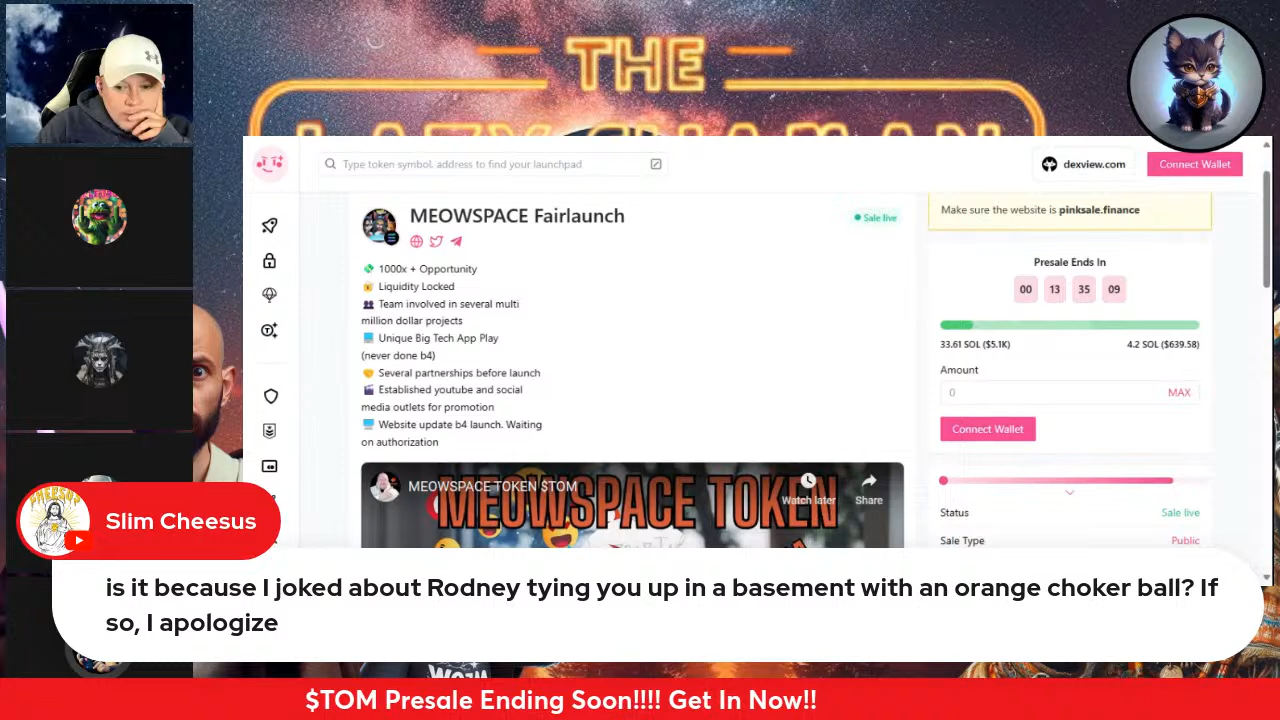 THE
LAZY SHAMAN
Type token symbol, address to find your launchpad
dexview.com
Connect Wallet
MEOWSPACE Fairlaunch
Sale live
Make sure the website is pinksale.finance
💸 1000x + Opportunity
🔐 Liquidity Locked
👥 Team involved in several multi
million dollar projects
💻 Unique Big Tech App Play
(never done b4)
🤝 Several partnerships before launch
🎬 Established youtube and social
media outlets for promotion
🖥️ Website update b4 launch. Waiting
on authorization
Presale Ends In
00 13 35 09
33.61 SOL ($5.1K) 4.2 SOL ($639.58)
Amount
0 MAX
Connect Wallet
Status Sale live
Sale Type Public
MEOWSPACE TOKEN $TOM
Watch later Share
MEOWSPACE TOKEN
Slim Cheesus
is it because I joked about Rodney tying you up in a basement with an orange choker ball? If
so, I apologize
$TOM Presale Ending Soon!!!! Get In Now!!